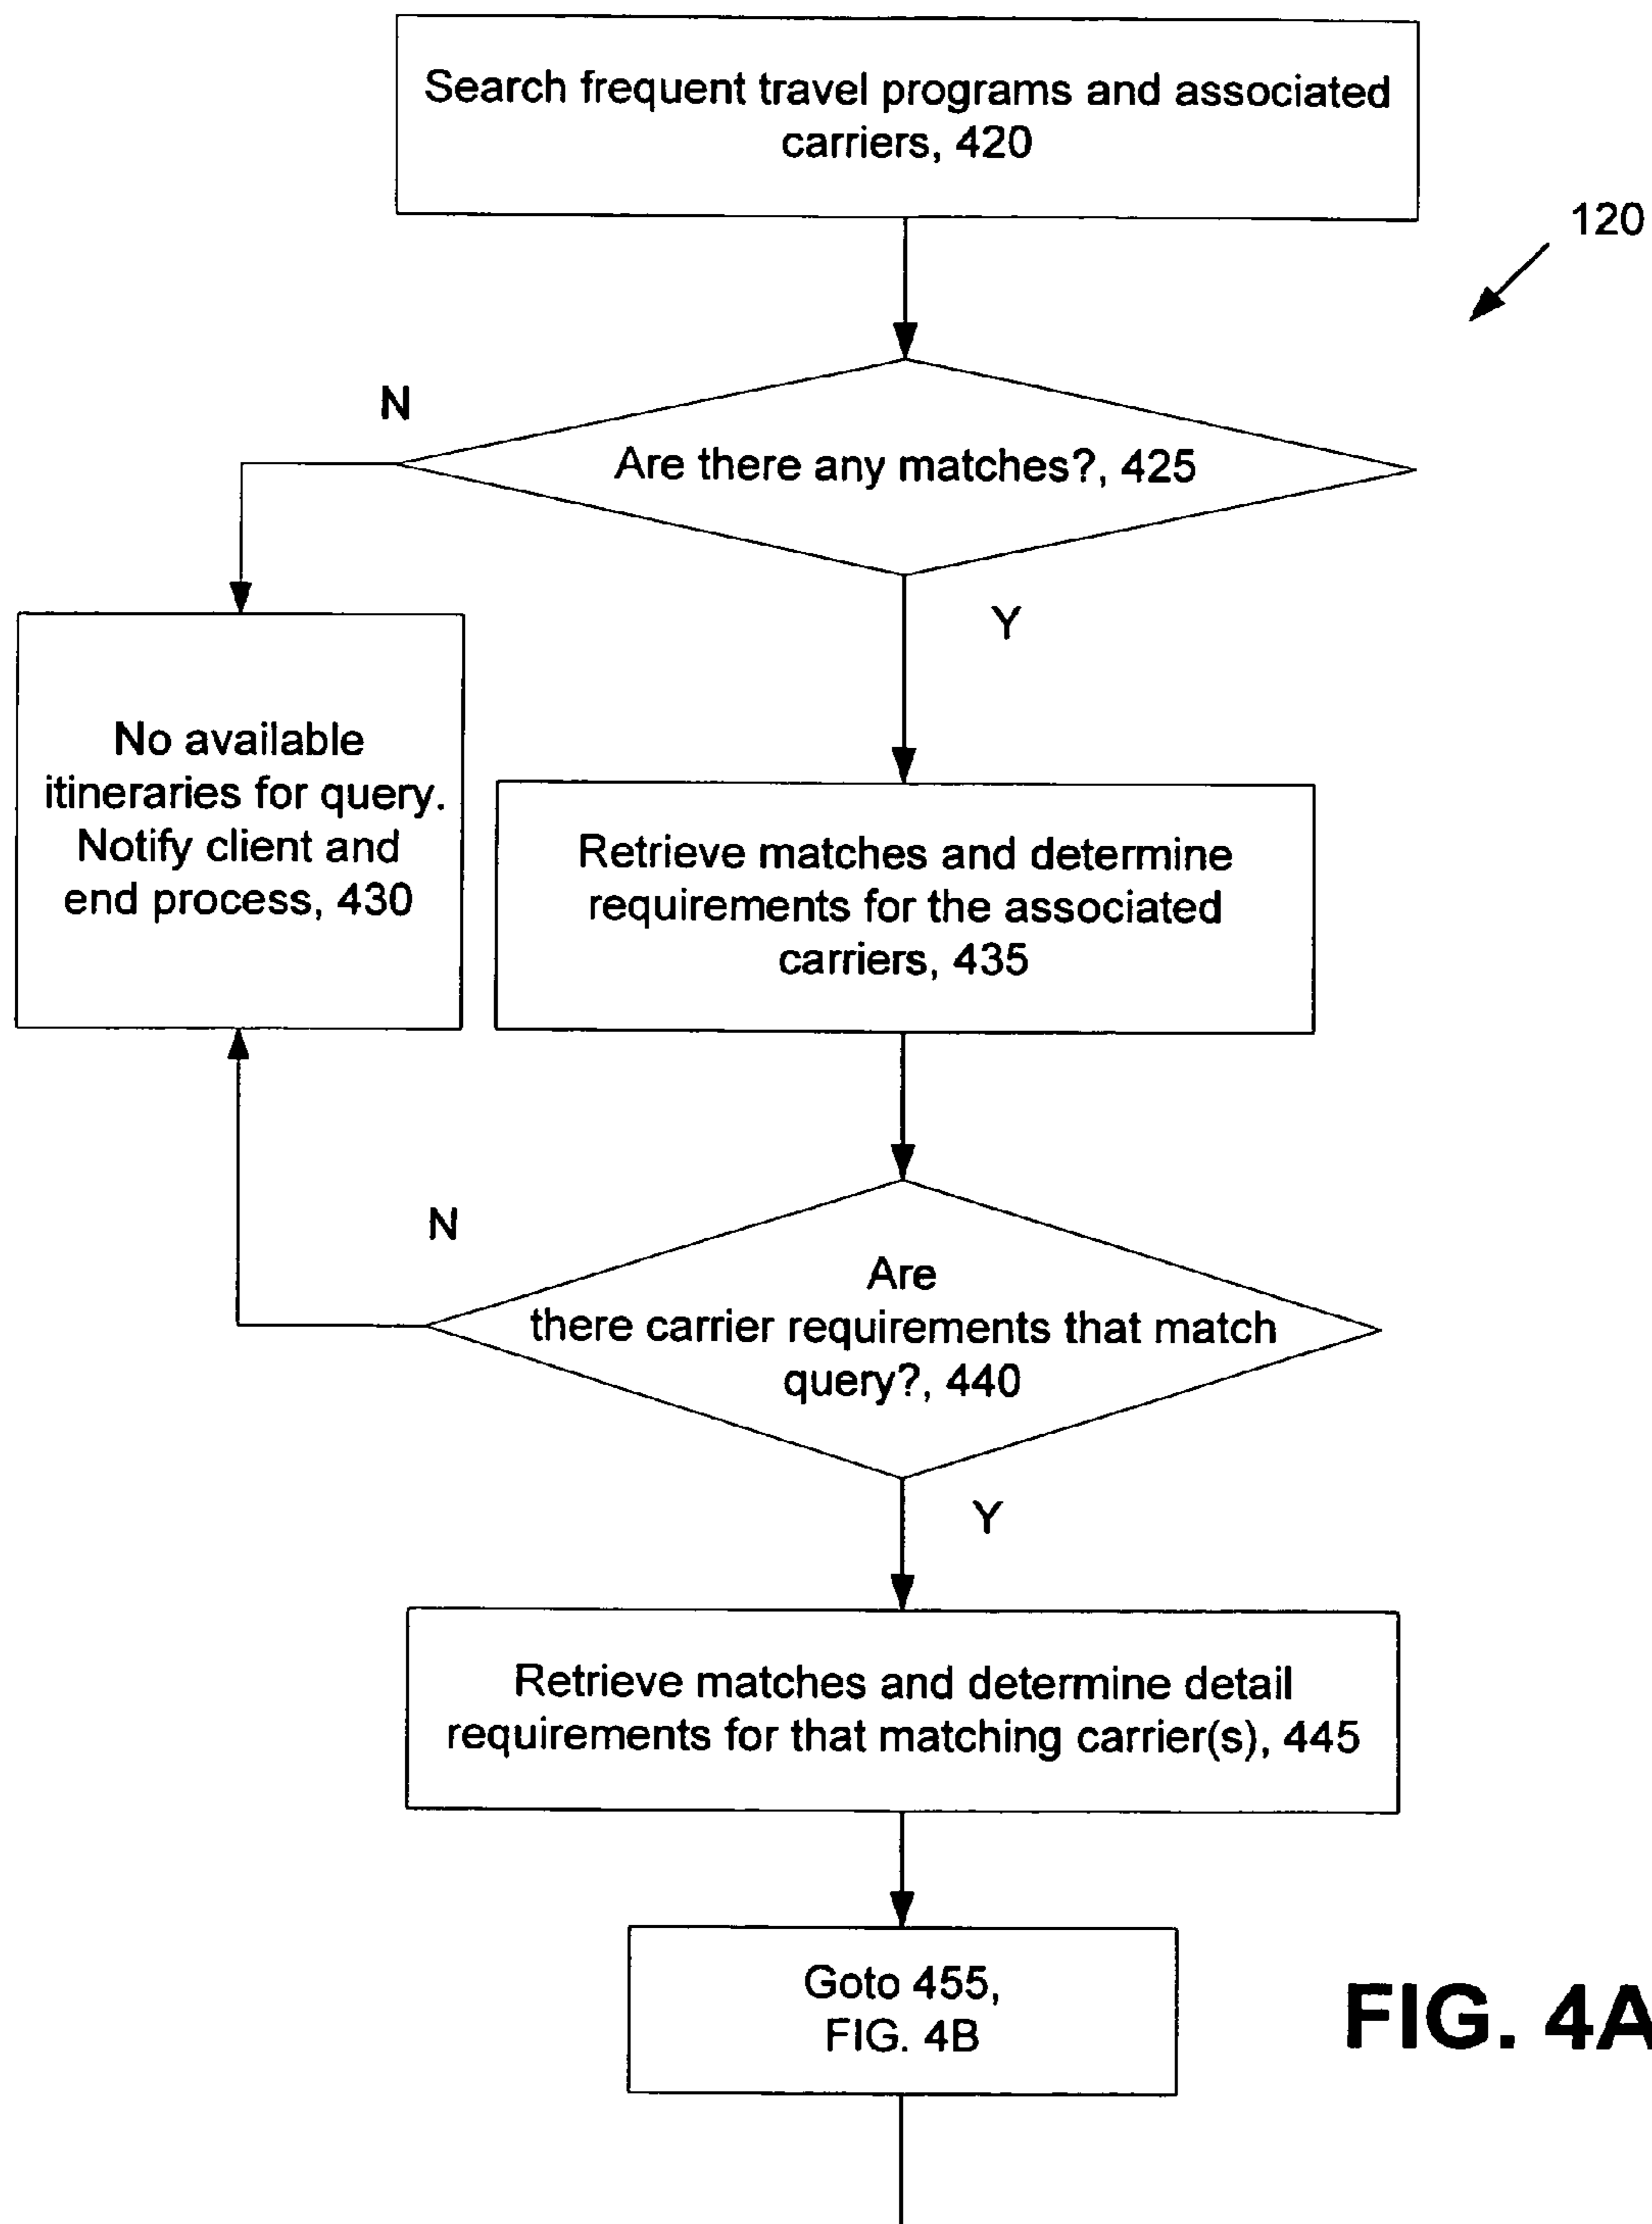 Search frequent travel programs and associated
carriers, 420
120
N
Are there any matches?, 425
Y
No available
itineraries for query.
Notify client and
end process, 430
Retrieve matches and determine
requirements for the associated
carriers, 435
N
Are
there carrier requirements that match
query?, 440
Y
Retrieve matches and determine detail
requirements for that matching carrier(s), 445
Goto 455,
FIG. 4B
FIG. 4A